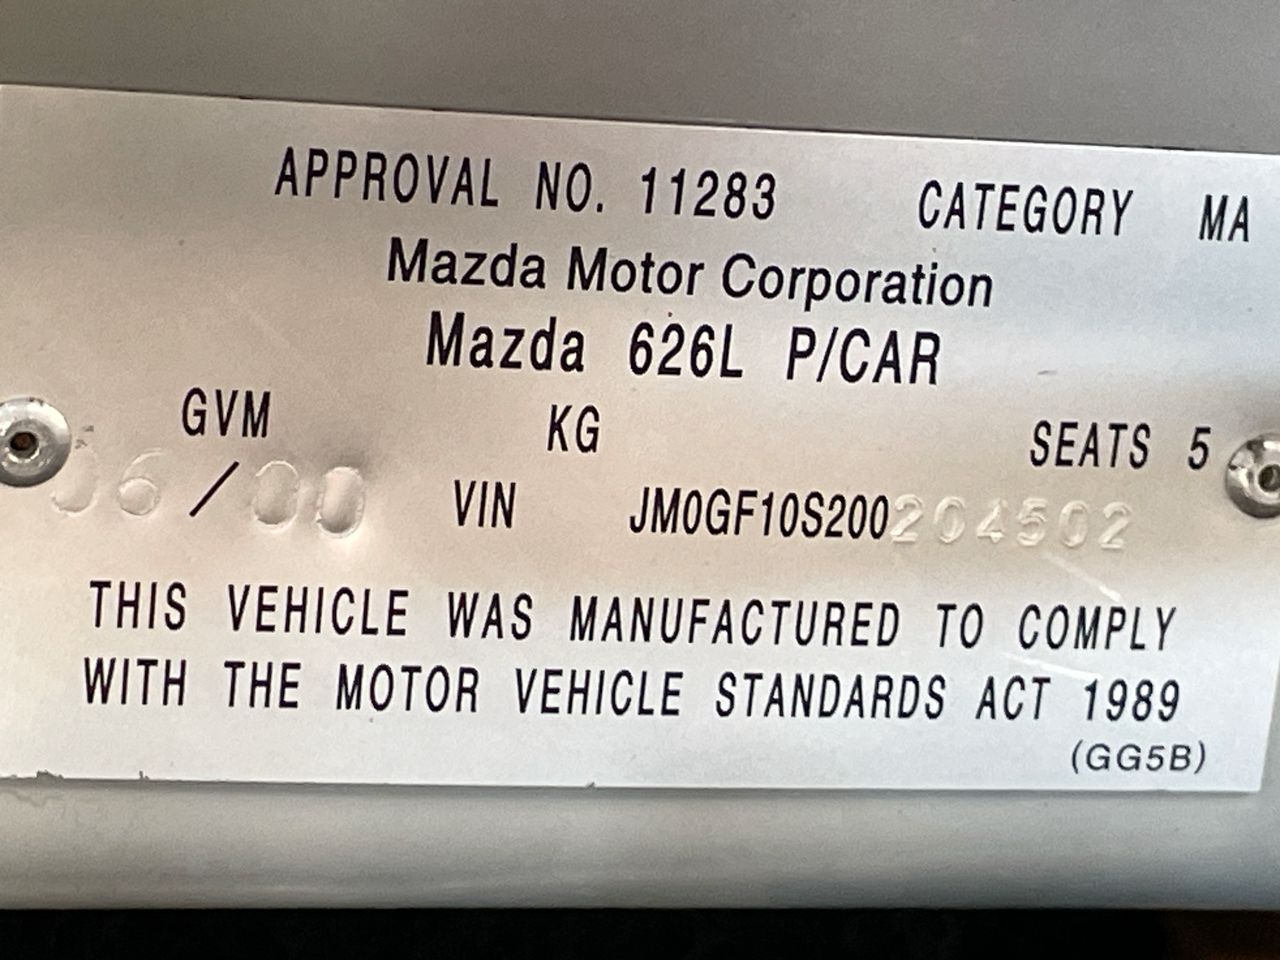 APPROVAL NO. 11283 CATEGORY MA
Mazda Motor Corporation
Mazda 626L P/CAR
GVM KG SEATS 5
06/00 VIN JM0GF10S200204502
THIS VEHICLE WAS MANUFACTURED TO COMPLY
WITH THE MOTOR VEHICLE STANDARDS ACT 1989
(GG5B)